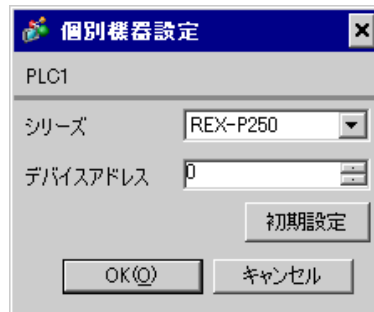 個別機器設定
PLC1
シリーズ REX-P250
デバイスアドレス 0
初期設定
OK(O) キャンセル